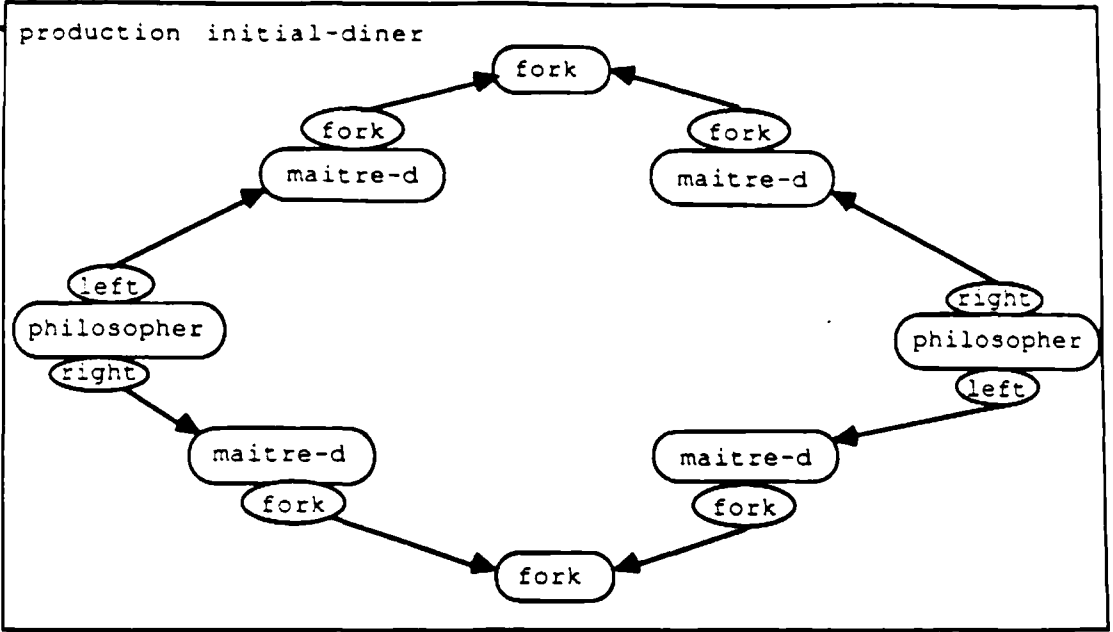 production initial-diner
fork
fork
fork
maitre-d
maitre-d
left
right
philosopher
philosopher
right
left
maitre-d
maitre-d
fork
fork
fork